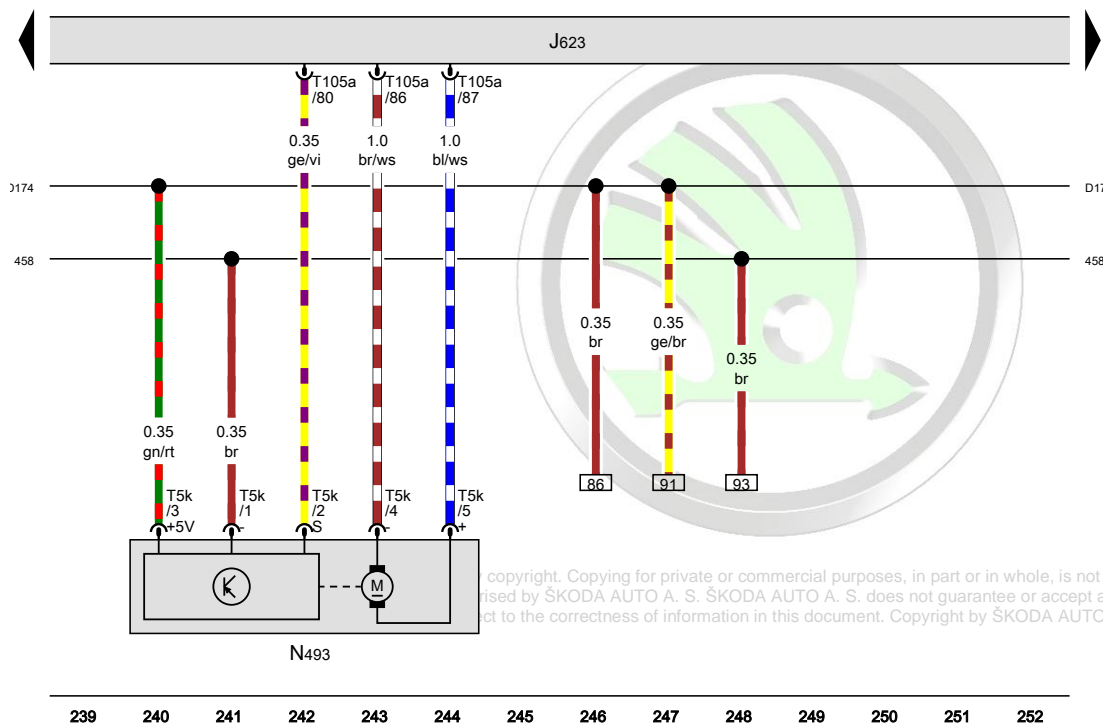 J623
T105a
/80
T105a
/86
T105a
/87
0.35
ge/vi
1.0
br/ws
1.0
bl/ws
D17
458
458
0.35
br
0.35
ge/br
0.35
br
0.35
gn/rt
0.35
br
86
91
93
T5k
/3
+5V
T5k
/1
-
T5k
/2
S
T5k
/4
-
T5k
/5
+
M
copyright. Copying for private or commercial purposes, in part or in whole, is not
rised by ŠKODA AUTO A. S. ŠKODA AUTO A. S. does not guarantee or accept a
ect to the correctness of information in this document. Copyright by ŠKODA AUTO
N493
239 240 241 242 243 244 245 246 247 248 249 250 251 252